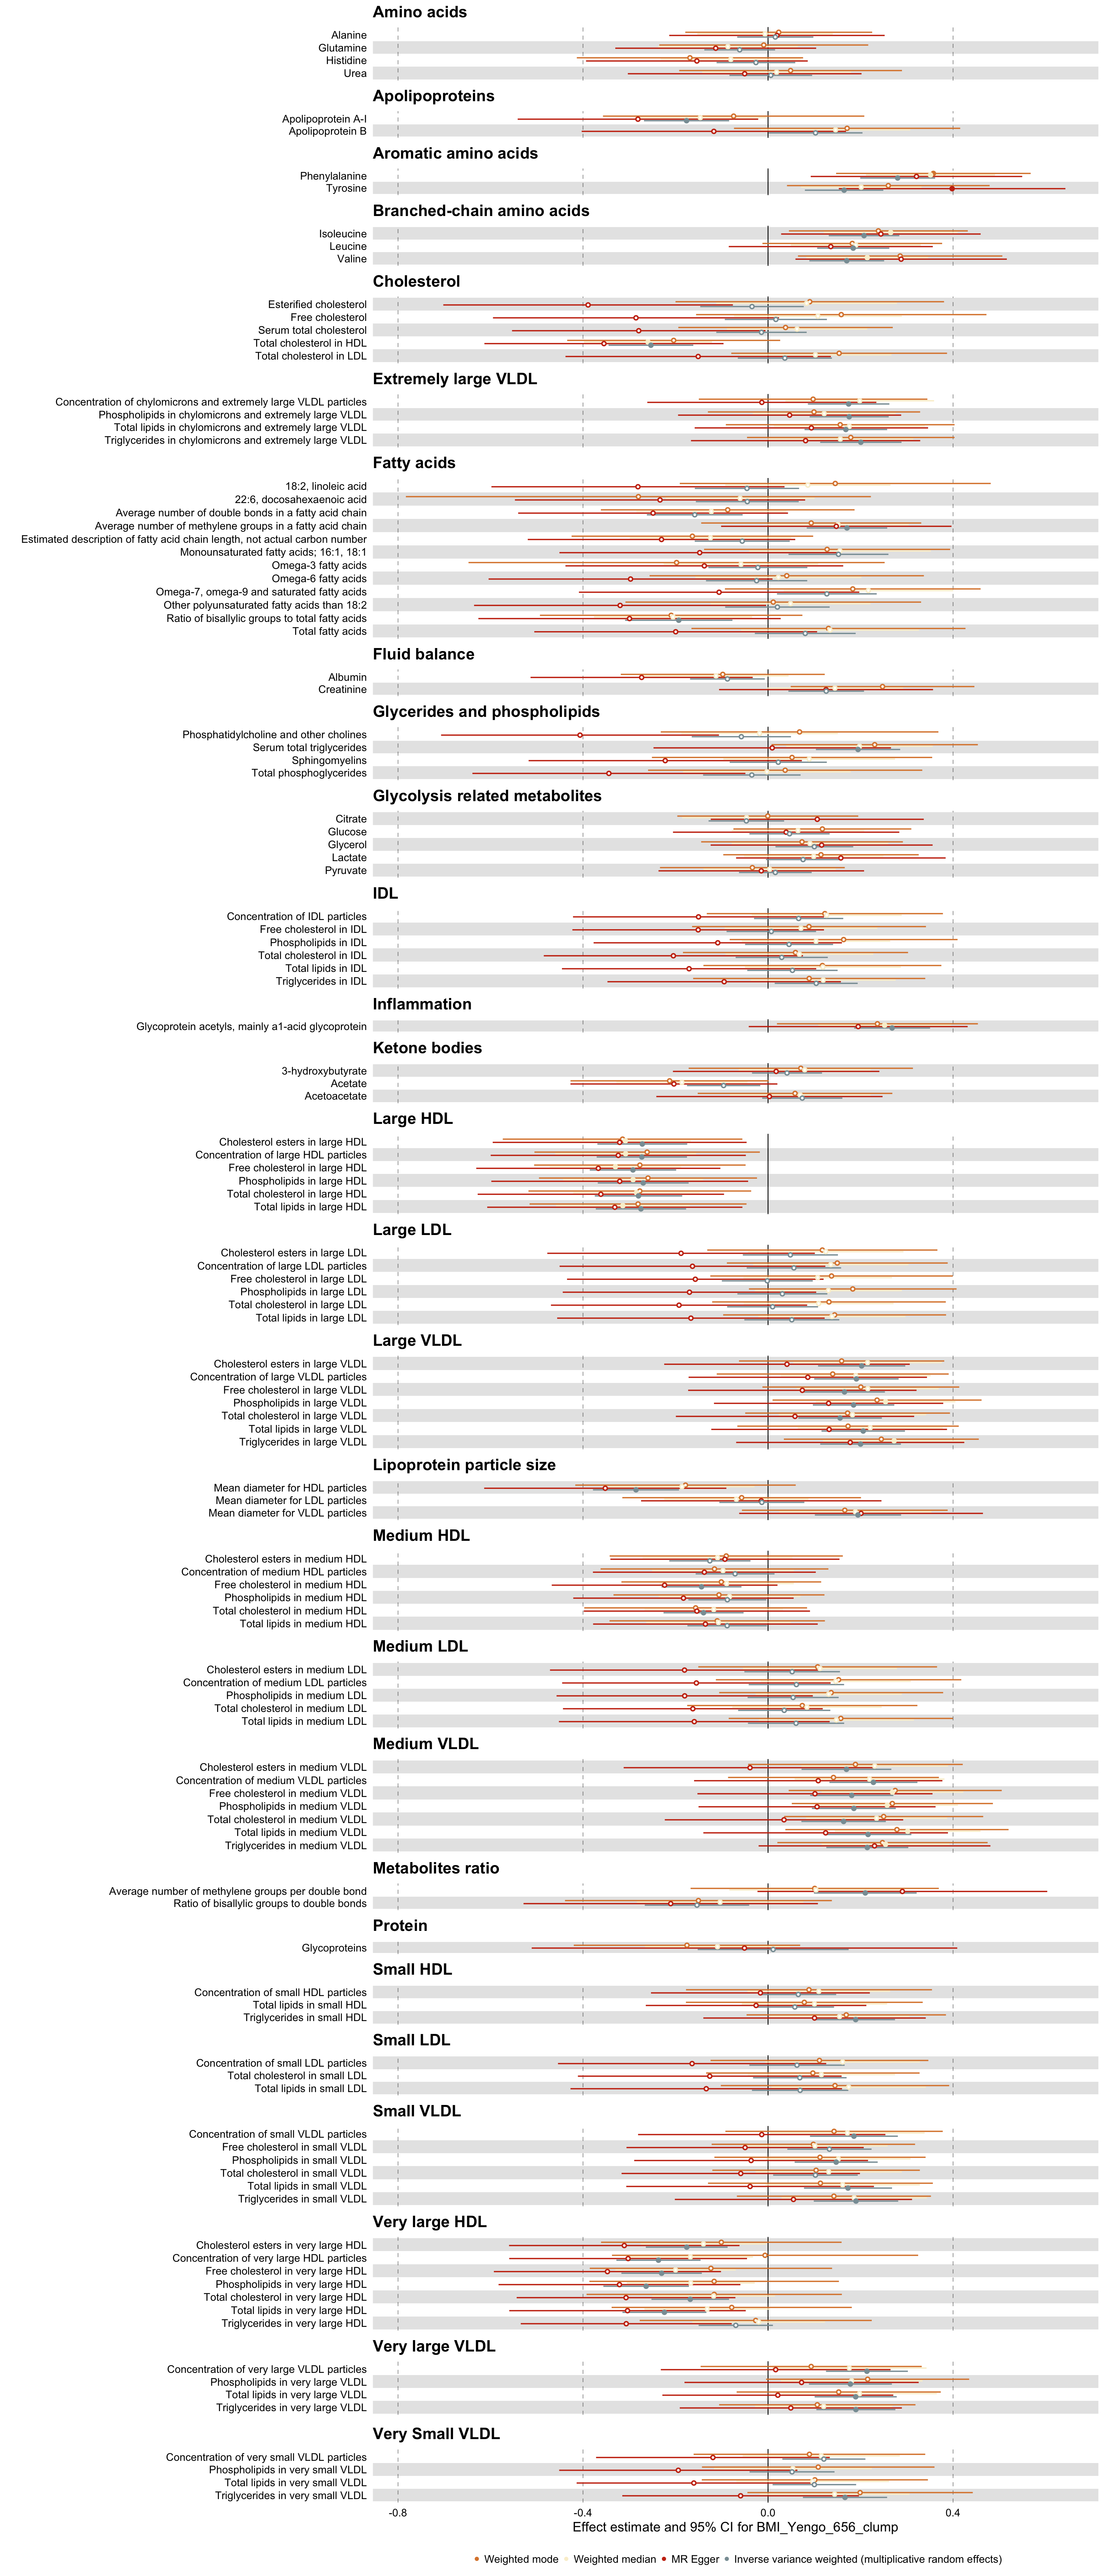 Amino acids
Alanine
Glutamine
Histidine
Urea
Apolipoproteins
Apolipoprotein A-I
Apolipoprotein B
Aromatic amino acids
Phenylalanine
Tyrosine
Branched-chain amino acids
Isoleucine
Leucine
Valine
Cholesterol
Esterified cholesterol
Free cholesterol
Serum total cholesterol
Total cholesterol in HDL
Total cholesterol in LDL
Extremely large VLDL
Concentration of chylomicrons and extremely large VLDL particles
Phospholipids in chylomicrons and extremely large VLDL
Total lipids in chylomicrons and extremely large VLDL
Triglycerides in chylomicrons and extremely large VLDL
Fatty acids
18:2, linoleic acid
22:6, docosahexaenoic acid
Average number of double bonds in a fatty acid chain
Average number of methylene groups in a fatty acid chain
Estimated description of fatty acid chain length, not actual carbon number
Monounsaturated fatty acids; 16:1, 18:1
Omega-3 fatty acids
Omega-6 fatty acids
Omega-7, omega-9 and saturated fatty acids
Other polyunsaturated fatty acids than 18:2
Ratio of bisallylic groups to total fatty acids
Total fatty acids
Fluid balance
Albumin
Creatinine
Glycerides and phospholipids
Phosphatidylcholine and other cholines
Serum total triglycerides
Sphingomyelins
Total phosphoglycerides
Glycolysis related metabolites
Citrate
Glucose
Glycerol
Lactate
Pyruvate
IDL
Concentration of IDL particles
Free cholesterol in IDL
Phospholipids in IDL
Total cholesterol in IDL
Total lipids in IDL
Triglycerides in IDL
Inflammation
Glycoprotein acetyls, mainly a1-acid glycoprotein
Ketone bodies
3-hydroxybutyrate
Acetate
Acetoacetate
Large HDL
Cholesterol esters in large HDL
Concentration of large HDL particles
Free cholesterol in large HDL
Phospholipids in large HDL
Total cholesterol in large HDL
Total lipids in large HDL
Large LDL
Cholesterol esters in large LDL
Concentration of large LDL particles
Free cholesterol in large LDL
Phospholipids in large LDL
Total cholesterol in large LDL
Total lipids in large LDL
Large VLDL
Cholesterol esters in large VLDL
Concentration of large VLDL particles
Free cholesterol in large VLDL
Phospholipids in large VLDL
Total cholesterol in large VLDL
Total lipids in large VLDL
Triglycerides in large VLDL
Lipoprotein particle size
Mean diameter for HDL particles
Mean diameter for LDL particles
Mean diameter for VLDL particles
Medium HDL
Cholesterol esters in medium HDL
Concentration of medium HDL particles
Free cholesterol in medium HDL
Phospholipids in medium HDL
Total cholesterol in medium HDL
Total lipids in medium HDL
Medium LDL
Cholesterol esters in medium LDL
Concentration of medium LDL particles
Phospholipids in medium LDL
Total cholesterol in medium LDL
Total lipids in medium LDL
Medium VLDL
Cholesterol esters in medium VLDL
Concentration of medium VLDL particles
Free cholesterol in medium VLDL
Phospholipids in medium VLDL
Total cholesterol in medium VLDL
Total lipids in medium VLDL
Triglycerides in medium VLDL
Metabolites ratio
Average number of methylene groups per double bond
Ratio of bisallylic groups to double bonds
Protein
Glycoproteins
Small HDL
Concentration of small HDL particles
Total lipids in small HDL
Triglycerides in small HDL
Small LDL
Concentration of small LDL particles
Total cholesterol in small LDL
Total lipids in small LDL
Small VLDL
Concentration of small VLDL particles
Free cholesterol in small VLDL
Phospholipids in small VLDL
Total cholesterol in small VLDL
Total lipids in small VLDL
Triglycerides in small VLDL
Very large HDL
Cholesterol esters in very large HDL
Concentration of very large HDL particles
Free cholesterol in very large HDL
Phospholipids in very large HDL
Total cholesterol in very large HDL
Total lipids in very large HDL
Triglycerides in very large HDL
Very large VLDL
Concentration of very large VLDL particles
Phospholipids in very large VLDL
Total lipids in very large VLDL
Triglycerides in very large VLDL
Very Small VLDL
Concentration of very small VLDL particles
Phospholipids in very small VLDL
Total lipids in very small VLDL
Triglycerides in very small VLDL
-0.8 -0.4 0.0 0.4
Effect estimate and 95% CI for BMI_Yengo_656_clump
Weighted mode Weighted median MR Egger Inverse variance weighted (multiplicative random effects)